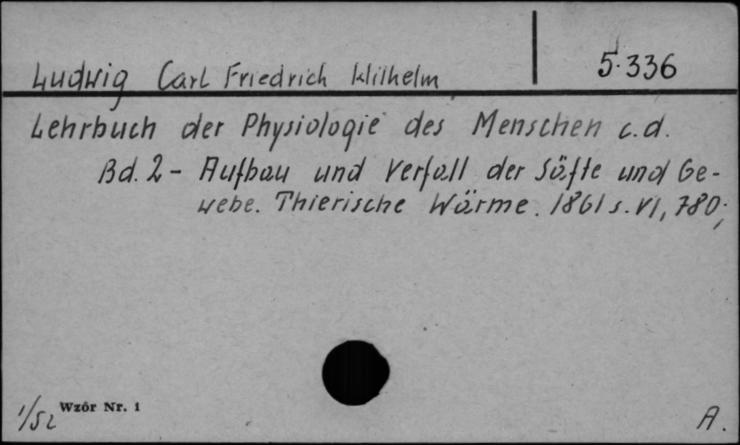 Ludwig Carl Friedrich Wilhelm
5.336
Lehrbuch der Physiologie des Menschen c.d.
Bd. 2 - Aufbau und Verfall der Säfte und Ge-
webe. Thierische Wärme. 1861 s. VI, 780;
1/52 Wzór Nr. 1
A.